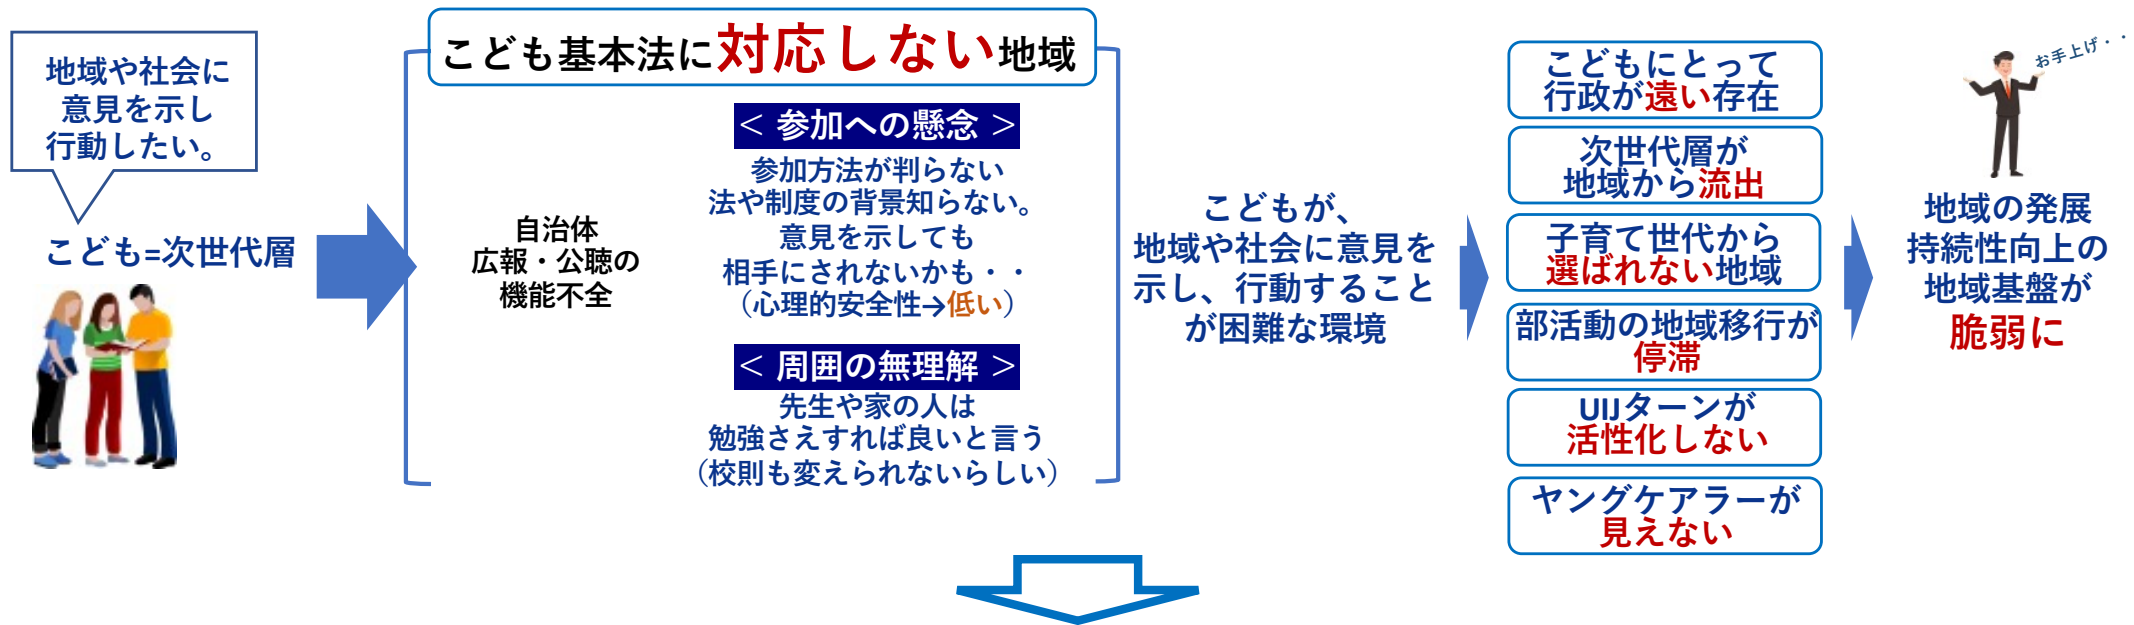 地域や社会に
意見を示し
行動したい。
こども=次世代層
こども基本法に対応しない地域
自治体
広報・公聴の
機能不全
＜ 参加への懸念 ＞
参加方法が判らない
法や制度の背景知らない。
意見を示しても
相手にされないかも・・
（心理的安全性→低い）
＜ 周囲の無理解 ＞
先生や家の人は
勉強さえすれば良いと言う
（校則も変えられないらしい）
こどもが、
地域や社会に意見を
示し、行動すること
が困難な環境
こどもにとって
行政が遠い存在
次世代層が
地域から流出
子育て世代から
選ばれない地域
部活動の地域移行が
停滞
UIJターンが
活性化しない
ヤングケアラーが
見えない
お手上げ・・
地域の発展
持続性向上の
地域基盤が
脆弱に